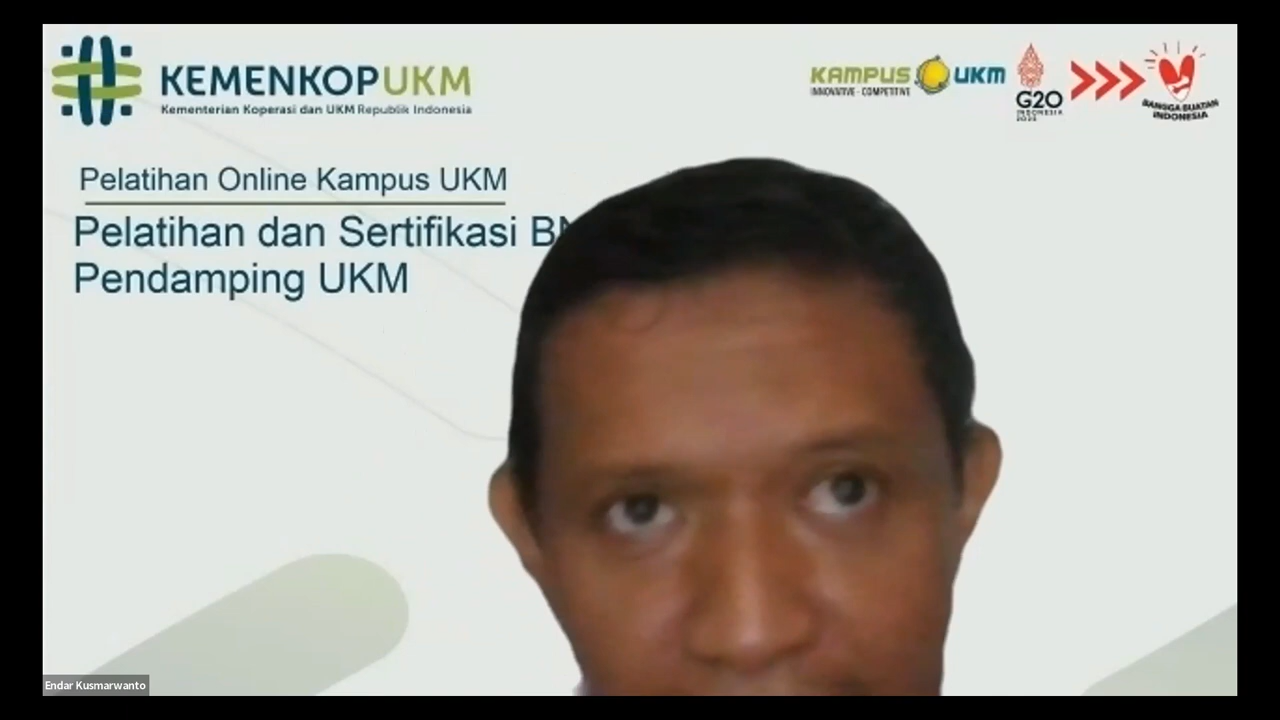 KEMENKOPUKM
Kementerian Koperasi dan UKM Republik Indonesia
KAMPUS UKM
INNOVATIVE - COMPETITIVE
G20
INDONESIA
2022
BANGGA BUATAN
INDONESIA
Pelatihan Online Kampus UKM
Pelatihan dan Sertifikasi
Pendamping UKM
Endar Kusmarwanto